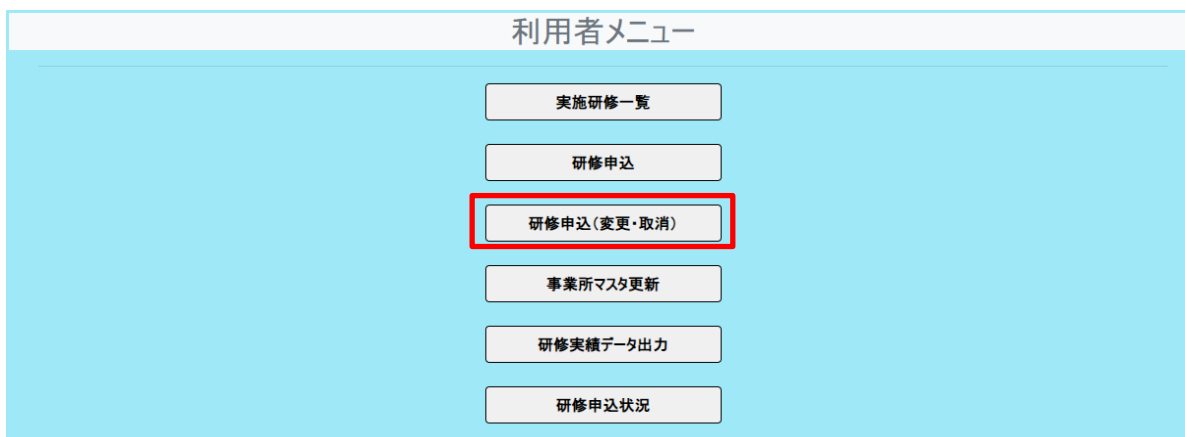 利用者メニュー
実施研修一覧
研修申込
研修申込(変更・取消)
事業所マスタ更新
研修実績データ出力
研修申込状況